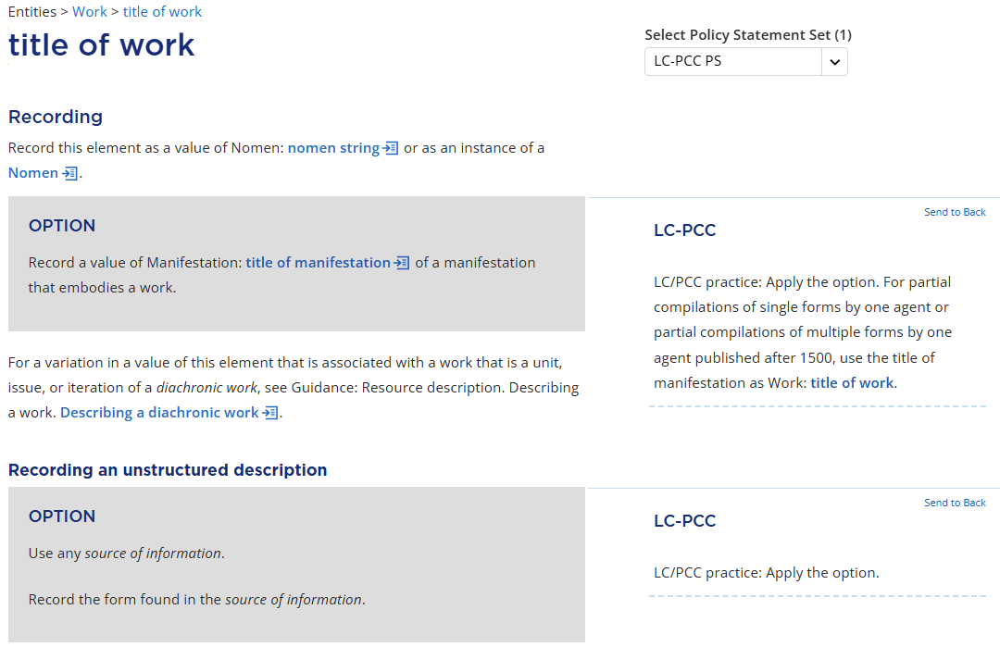 Entities > Work > title of work
title of work
Select Policy Statement Set (1)
LC-PCC PS
Recording
Record this element as a value of Nomen: nomen string or as an instance of a
Nomen .
OPTION
Record a value of Manifestation: title of manifestation of a manifestation
that embodies a work.
Send to Back
LC-PCC
LC/PCC practice: Apply the option. For partial
compilations of single forms by one agent or
partial compilations of multiple forms by one
agent published after 1500, use the title of
manifestation as Work: title of work.
For a variation in a value of this element that is associated with a work that is a unit,
issue, or iteration of a diachronic work, see Guidance: Resource description. Describing
a work. Describing a diachronic work .
Recording an unstructured description
OPTION
Use any source of information.
Record the form found in the source of information.
Send to Back
LC-PCC
LC/PCC practice: Apply the option.